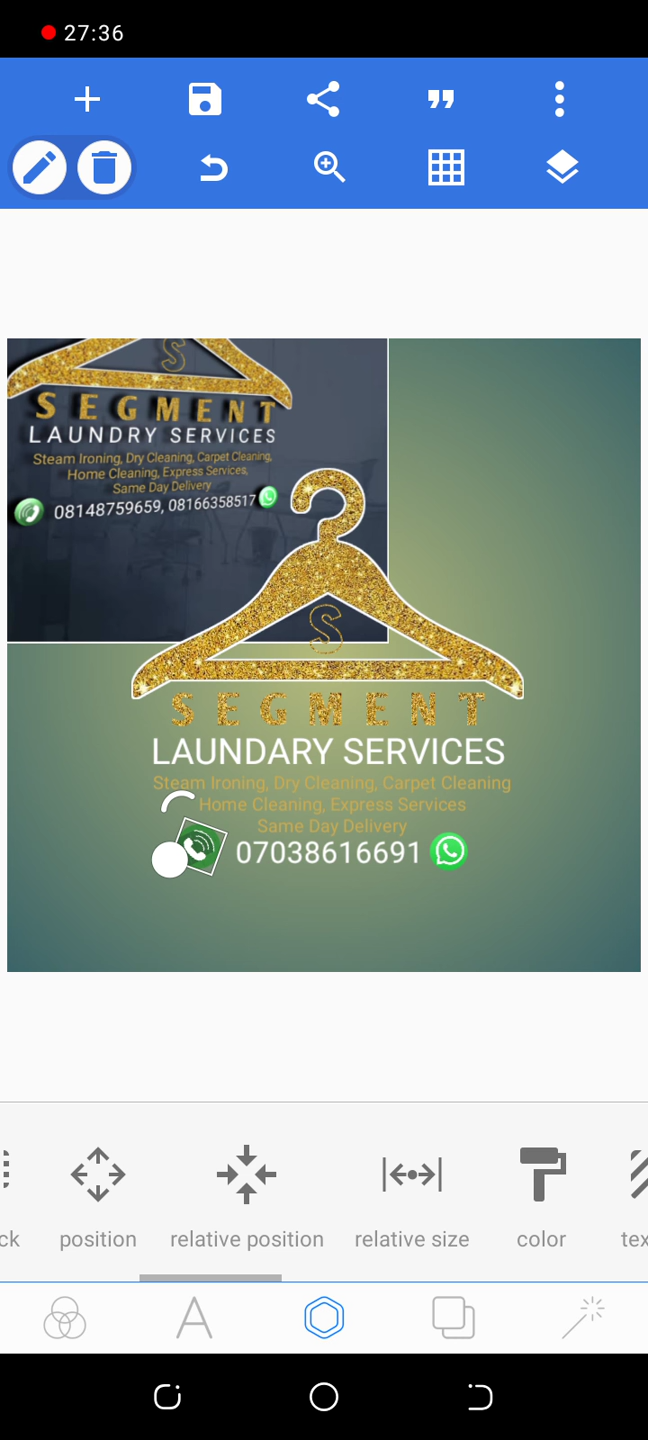 27:36
S
SEGMENT
LAUNDRY SERVICES
Steam Ironing, Dry Cleaning, Carpet Cleaning,
Home Cleaning, Express Services,
Same Day Delivery
08148759659, 08166358517
S
SEGMENT
LAUNDARY SERVICES
Steam Ironing, Dry Cleaning, Carpet Cleaning
Home Cleaning, Express Services
Same Day Delivery
07038616691
ck
position
relative position
relative size
color
tex
A